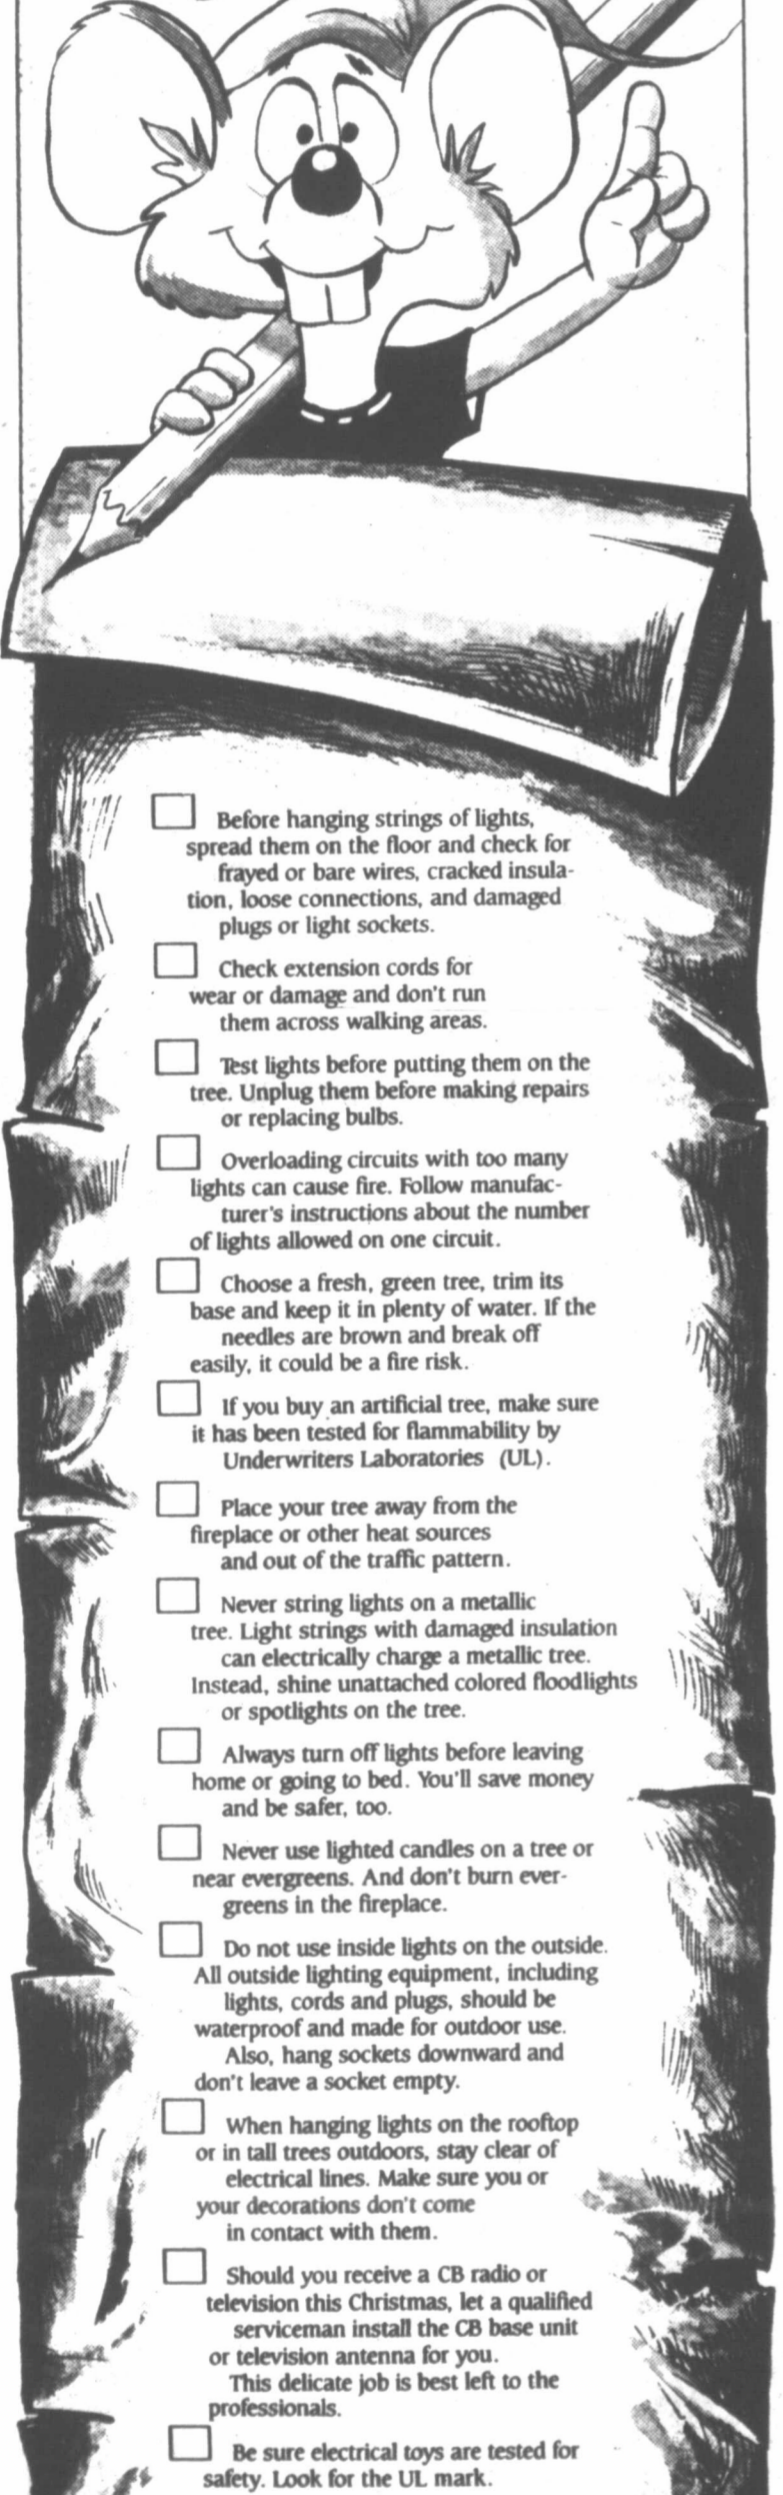 Before hanging strings of lights,
spread them on the floor and check for
frayed or bare wires, cracked insula-
tion, loose connections, and damaged
plugs or light sockets.
Check extension cords for
wear or damage and don't run
them across walking areas.
Test lights before putting them on the
tree. Unplug them before making repairs
or replacing bulbs.
Overloading circuits with too many
lights can cause fire. Follow manufac-
turer's instructions about the number
of lights allowed on one circuit.
Choose a fresh, green tree, trim its
base and keep it in plenty of water. If the
needles are brown and break off
easily, it could be a fire risk.
If you buy an artificial tree, make sure
it has been tested for flammability by
Underwriters Laboratories (UL).
Place your tree away from the
fireplace or other heat sources
and out of the traffic pattern.
Never string lights on a metallic
tree. Light strings with damaged insulation
can electrically charge a metallic tree.
Instead, shine unattached colored floodlights
or spotlights on the tree.
Always turn off lights before leaving
home or going to bed. You'll save money
and be safer, too.
Never use lighted candles on a tree or
near evergreens. And don't burn ever-
greens in the fireplace.
Do not use inside lights on the outside.
All outside lighting equipment, including
lights, cords and plugs, should be
waterproof and made for outdoor use.
Also, hang sockets downward and
don't leave a socket empty.
When hanging lights on the rooftop
or in tall trees outdoors, stay clear of
electrical lines. Make sure you or
your decorations don't come
in contact with them.
Should you receive a CB radio or
television this Christmas, let a qualified
serviceman install the CB base unit
or television antenna for you.
This delicate job is best left to the
professionals.
Be sure electrical toys are tested for
safety. Look for the UL mark.